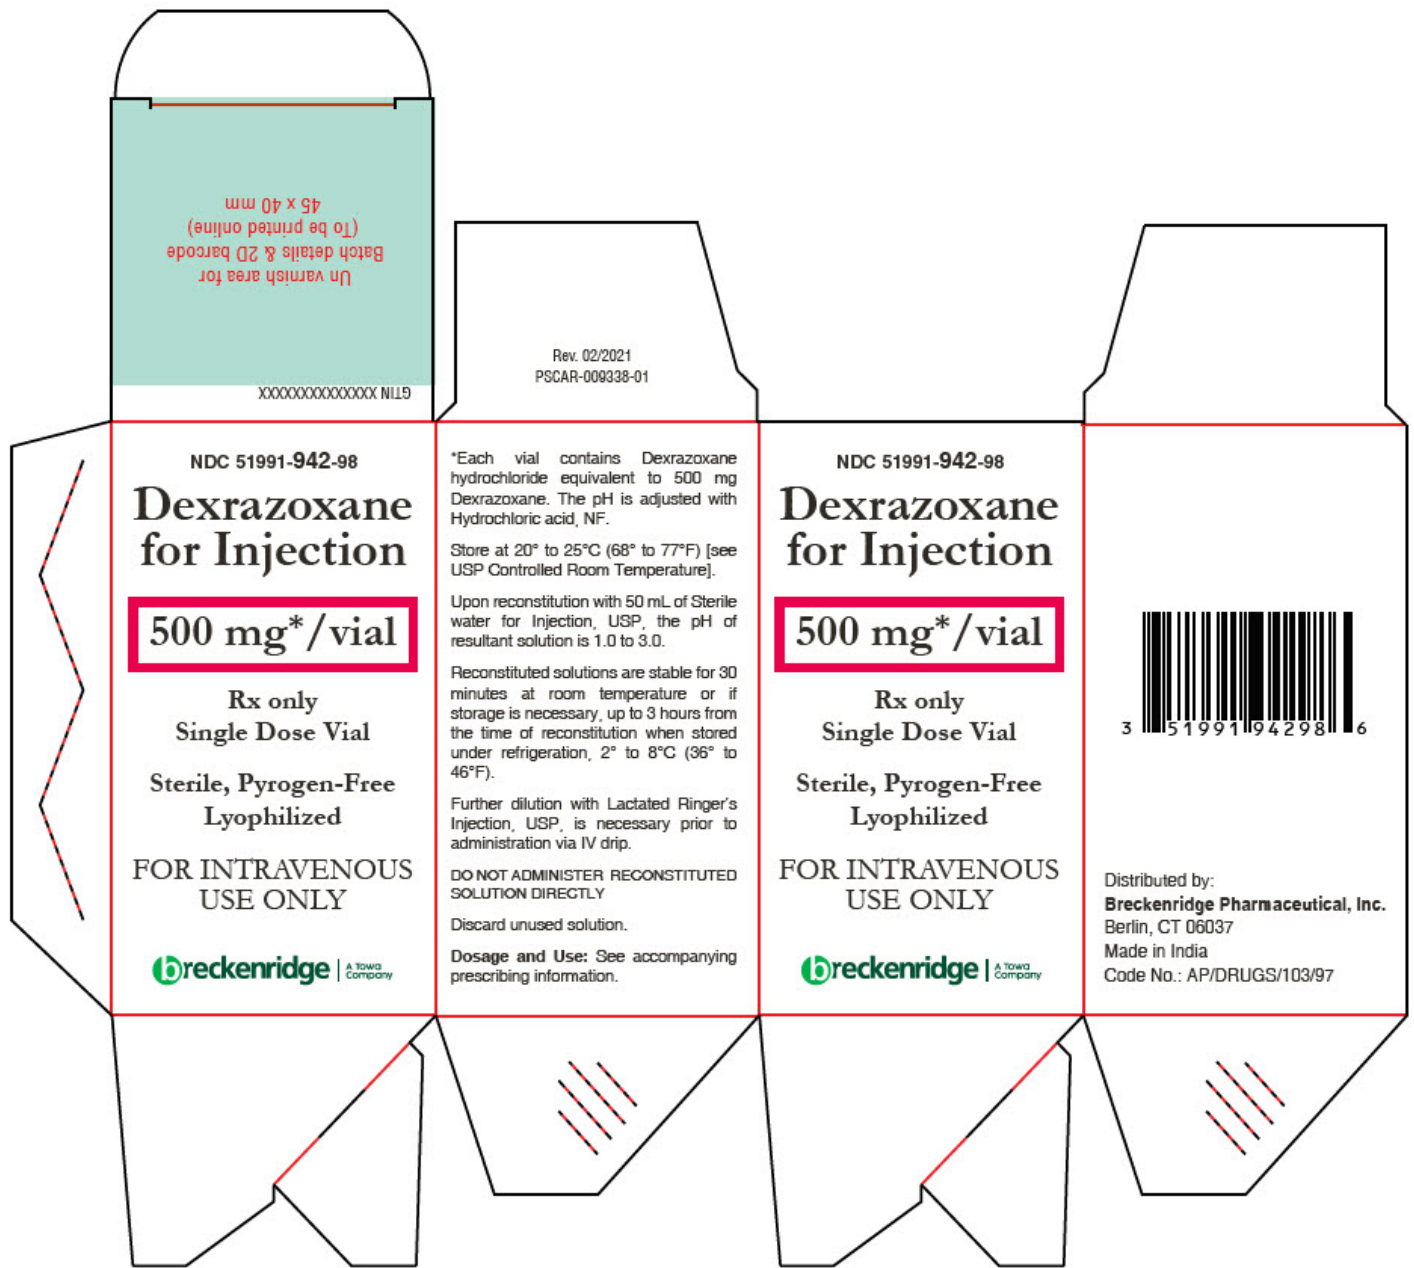 Un varnish area for
Batch details & 2D barcode
(To be printed online)
45 x 40 mm
GTIN XXXXXXXXXXXXXXX
Rev. 02/2021
PSCAR-009338-01
NDC 51991-942-98
Dexrazoxane
for Injection
500 mg*/vial
Rx only
Single Dose Vial
Sterile, Pyrogen-Free
Lyophilized
FOR INTRAVENOUS
USE ONLY
breckenridge
A Towa
Company
*Each vial contains Dexrazoxane
hydrochloride equivalent to 500 mg
Dexrazoxane. The pH is adjusted with
Hydrochloric acid, NF.
Store at 20° to 25°C (68° to 77°F) [see
USP Controlled Room Temperature].
Upon reconstitution with 50 mL of Sterile
water for Injection, USP, the pH of
resultant solution is 1.0 to 3.0.
Reconstituted solutions are stable for 30
minutes at room temperature or if
storage is necessary, up to 3 hours from
the time of reconstitution when stored
under refrigeration, 2° to 8°C (36° to
46°F).
Further dilution with Lactated Ringer's
Injection, USP, is necessary prior to
administration via IV drip.
DO NOT ADMINISTER RECONSTITUTED
SOLUTION DIRECTLY
Discard unused solution.
Dosage and Use: See accompanying
prescribing information.
NDC 51991-942-98
Dexrazoxane
for Injection
500 mg*/vial
Rx only
Single Dose Vial
Sterile, Pyrogen-Free
Lyophilized
FOR INTRAVENOUS
USE ONLY
breckenridge
A Towa
Company
3 51991 94298 6
Distributed by:
Breckenridge Pharmaceutical, Inc.
Berlin, CT 06037
Made in India
Code No.: AP/DRUGS/103/97